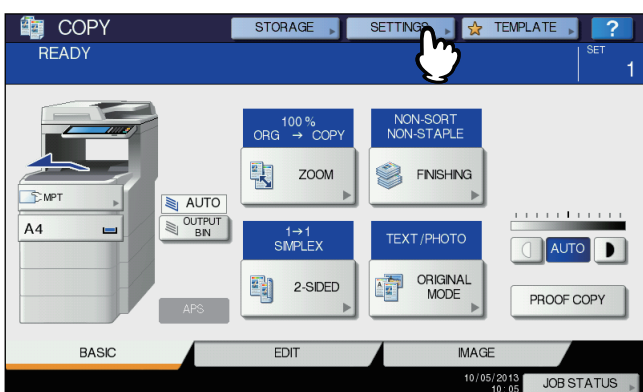 COPY
STORAGE
SETTINGS
TEMPLATE
?
READY
SET
1
100 %
ORG → COPY
NON-SORT
NON-STAPLE
ZOOM
FINISHING
MPT
A4
AUTO
OUTPUT
BIN
1→1
SIMPLEX
TEXT/PHOTO
2-SIDED
ORIGINAL
MODE
APS
AUTO
PROOF COPY
BASIC
EDIT
IMAGE
10/05/2013
10:05
JOB STATUS